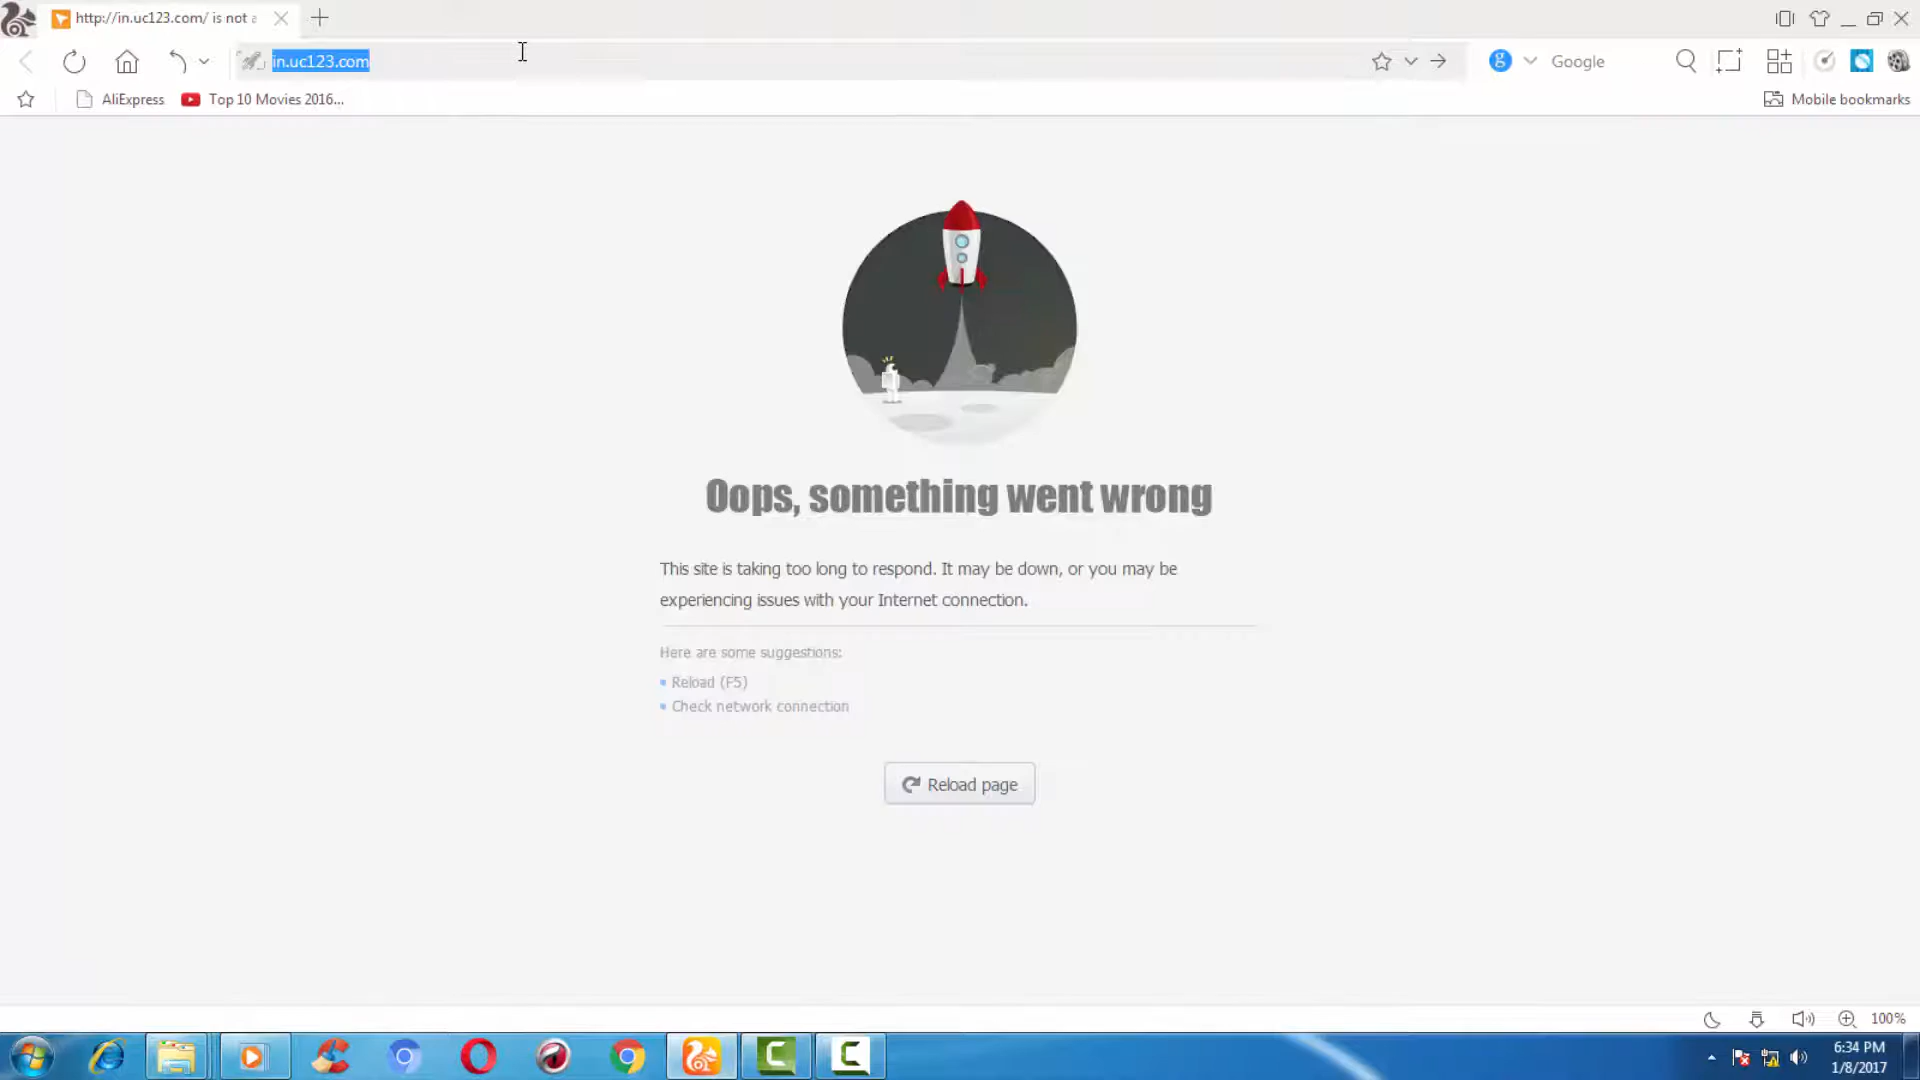 http://in.uc123.com/ is not a
in.uc123.com
Google
AliExpress
Top 10 Movies 2016...
Mobile bookmarks
Oops, something went wrong
This site is taking too long to respond. It may be down, or you may be
experiencing issues with your Internet connection.
Here are some suggestions:
Reload (F5)
Check network connection
Reload page
100%
6:34 PM
1/8/2017